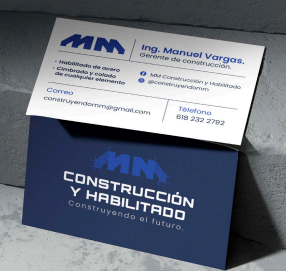 MM
Ing. Manuel Vargas.
Gerente de construcción.
• Habilitado de acero
• Cimbrado y colado
de cualquier elemento
MM Construcción y Habilitado
@construyendomm
Correo
construyendomm@gmail.com
Télefono
618 232 2792
MM
CONSTRUCCIÓN
Y HABILITADO
Construyendo el futuro.